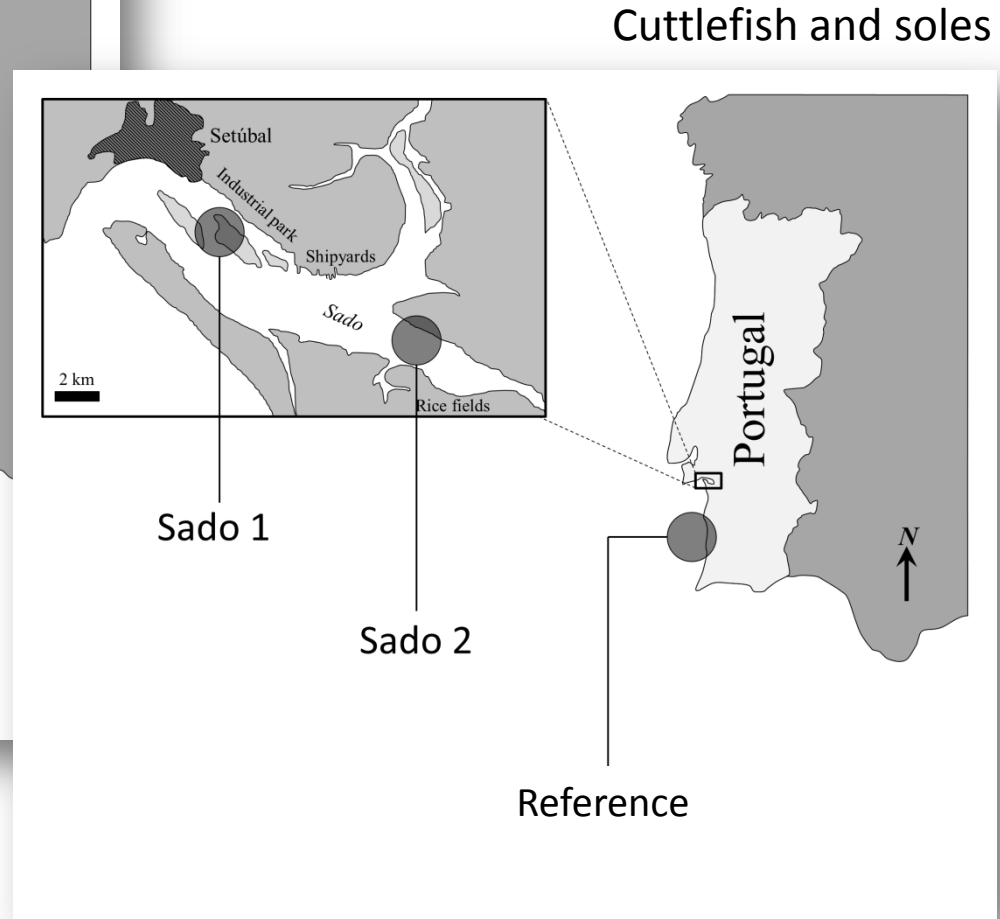 Cuttlefish and soles
Setúbal
Industrial park
Shipyards
Sado
2 km
Rice fields
Portugal
N
Sado 1
Sado 2
Reference